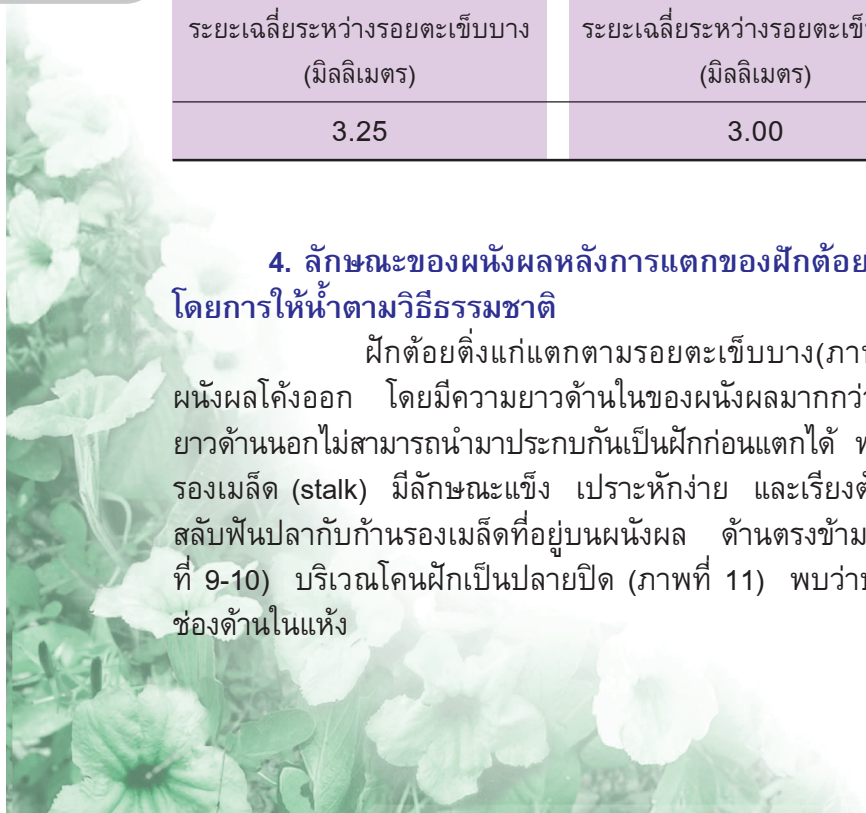 ระยะเฉลี่ยระหว่างรอยตะเข็บบาง ระยะเฉลี่ยระหว่างรอยตะเข็
(มิลลิเมตร) (มิลลิเมตร)
3.25 3.00
4. ลักษณะของผนังผลหลังการแตกของฝักต้อย
โดยการให้น้ำตามวิธีธรรมชาติ
ฝักต้อยติ่งแก่แตกตามรอยตะเข็บบาง(ภา
ผนังผลโค้งออก โดยมีความยาวด้านในของผนังผลมากกว่
ยาวด้านนอกไม่สามารถนำมาประกบกันเป็นฝักก่อนแตกได้
รองเมล็ด (stalk) มีลักษณะแข็ง เปราะหักง่าย และเรียงต
สลับฟันปลากับก้านรองเมล็ดที่อยู่บนผนังผล ด้านตรงข้าม
ที่ 9-10) บริเวณโคนฝักเป็นปลายปิด (ภาพที่ 11) พบว่า
ช่องด้านในแห้ง